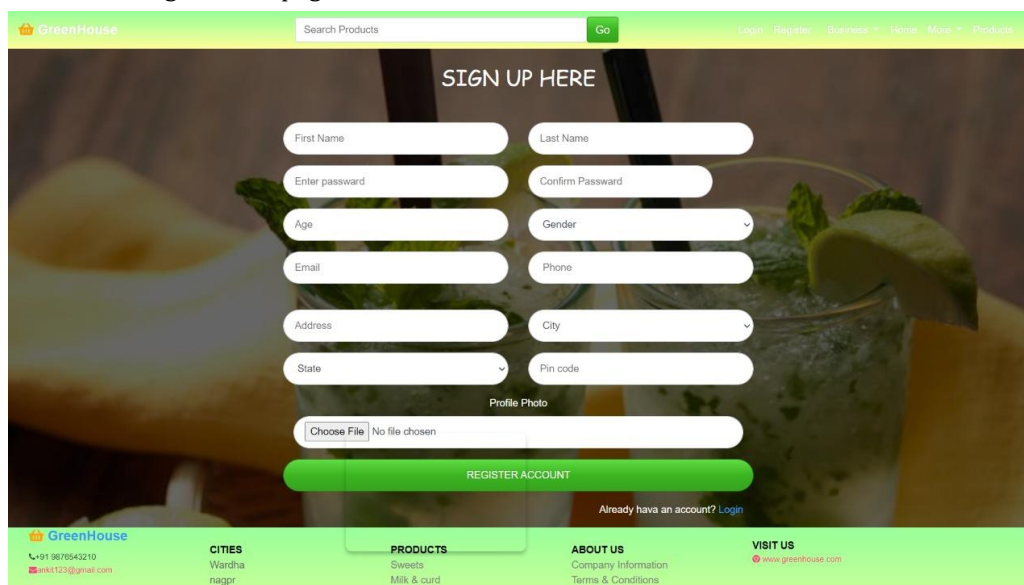 GreenHouse Search Products Go Login Register Business Home More Products
SIGN UP HERE
First Name Last Name
Enter passward Confirm Password
Age Gender
Email Phone
Address City
State Pin code
Profile Photo
Choose File No file chosen
REGISTER ACCOUNT
Already hava an account? Login
GreenHouse
+91 9876543210
ankit123@gmail.com
CITIES
Wardha
nagpr
PRODUCTS
Sweets
Milk & curd
ABOUT US
Company Information
Terms & Conditions
VISIT US
www.greenhouse.com